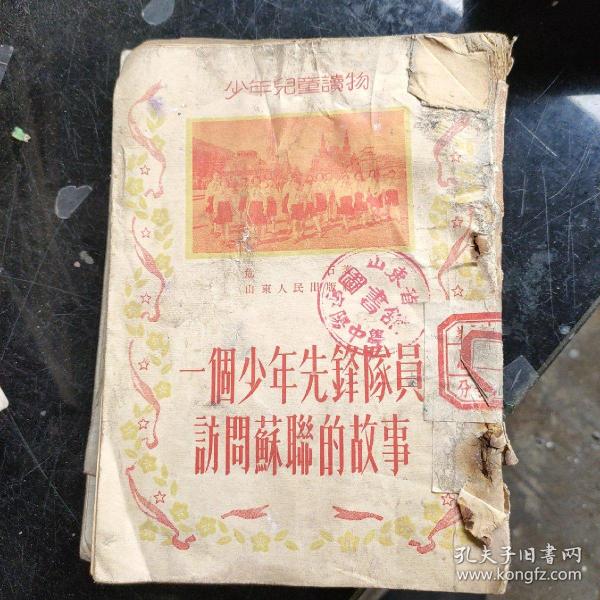 少年兒童讀物
山東人民出版
山東省
圖書館
中學
一個少年先鋒隊員
訪問蘇聯的故事
孔夫子旧书网
www.kongfz.com